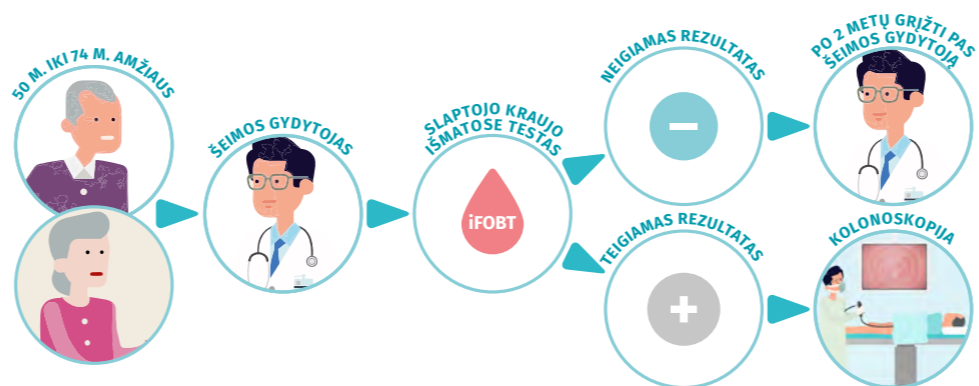 50 M. IKI 74 M. AMŽIAUS
ŠEIMOS GYDYTOJAS
SLAPTOJO KRAUJO
IŠMATOSE TESTAS
iFOBT
NEIGIAMAS REZULTATAS
PO 2 METŲ GRĮŽTI PAS
ŠEIMOS GYDYTOJĄ
TEIGIAMAS REZULTATAS
KOLONOSKOPIJA